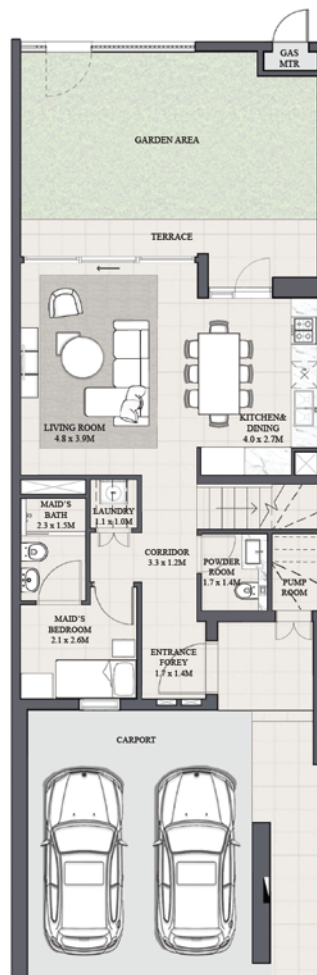 GAS
MTR
GARDEN AREA
TERRACE
LIVING ROOM
4.8 x 3.9M
KITCHEN&
DINING
4.0 x 2.7M
MAID'S
BATH
2.3 x 1.5M
LAUNDRY
1.1 x 1.0M
CORRIDOR
3.3 x 1.2M
POWDER
ROOM
1.7 x 1.4M
PUMP
ROOM
MAID'S
BEDROOM
2.1 x 2.6M
ENTRANCE
FOREY
1.7 x 1.4M
CARPORT